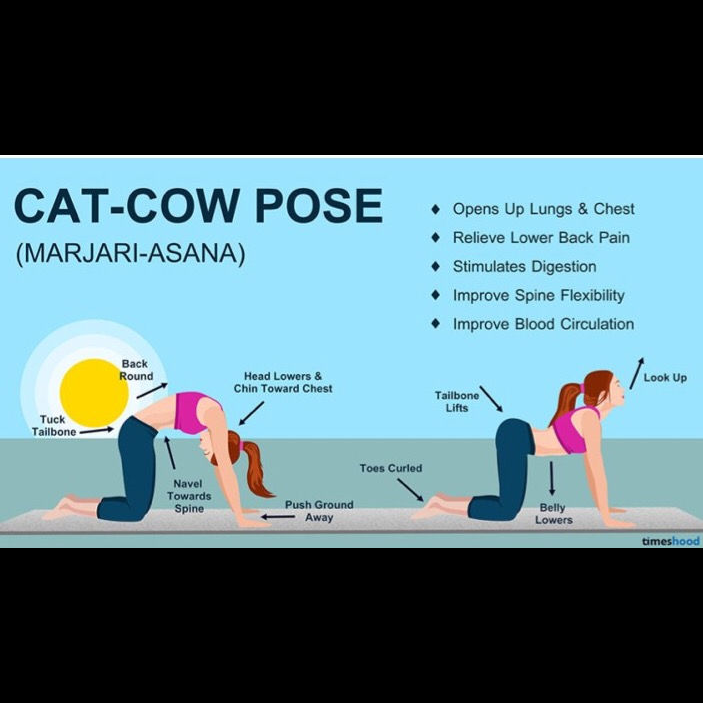 CAT-COW POSE
(MARJARI-ASANA)
♦ Opens Up Lungs & Chest
♦ Relieve Lower Back Pain
♦ Stimulates Digestion
♦ Improve Spine Flexibility
♦ Improve Blood Circulation
Back
Round
Head Lowers &
Chin Toward Chest
Tuck
Tailbone
Navel
Towards
Spine
Push Ground
Away
Tailbone
Lifts
Look Up
Toes Curled
Belly
Lowers
timeshood